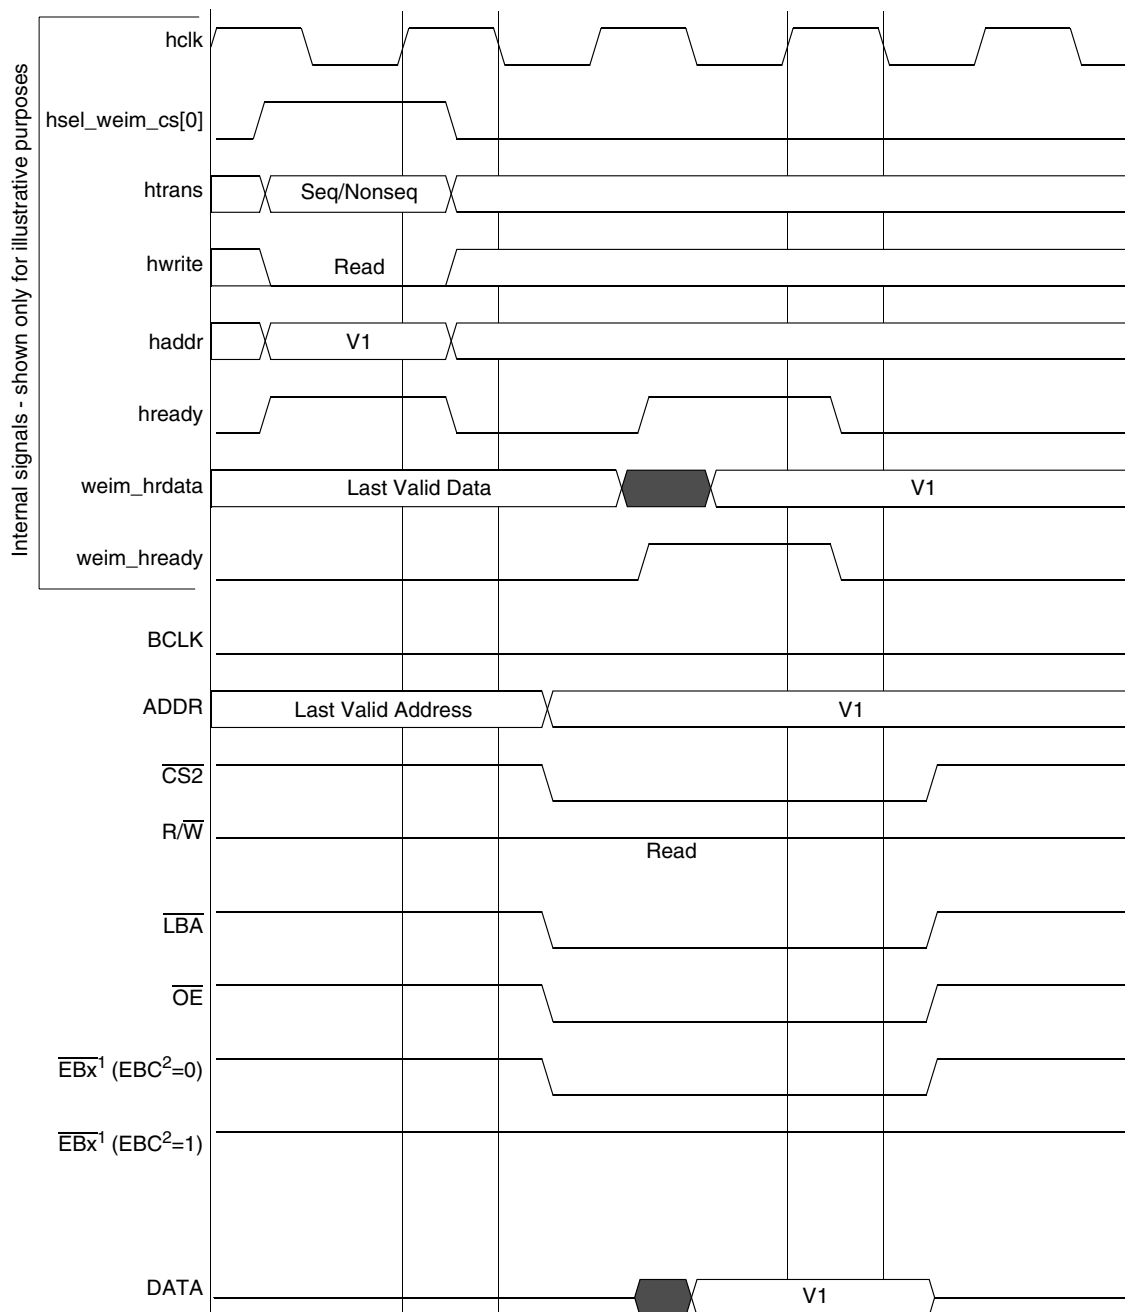 Internal signals - shown only for illustrative purposes
hclk
hsel_weim_cs[0]
htrans
Seq/Nonseq
hwrite
Read
haddr
V1
hready
weim_hrdata
Last Valid Data
V1
weim_hready
BCLK
ADDR
Last Valid Address
V1
CS2
R/W
Read
LBA
OE
EBx1 (EBC2=0)
EBx1 (EBC2=1)
DATA
V1